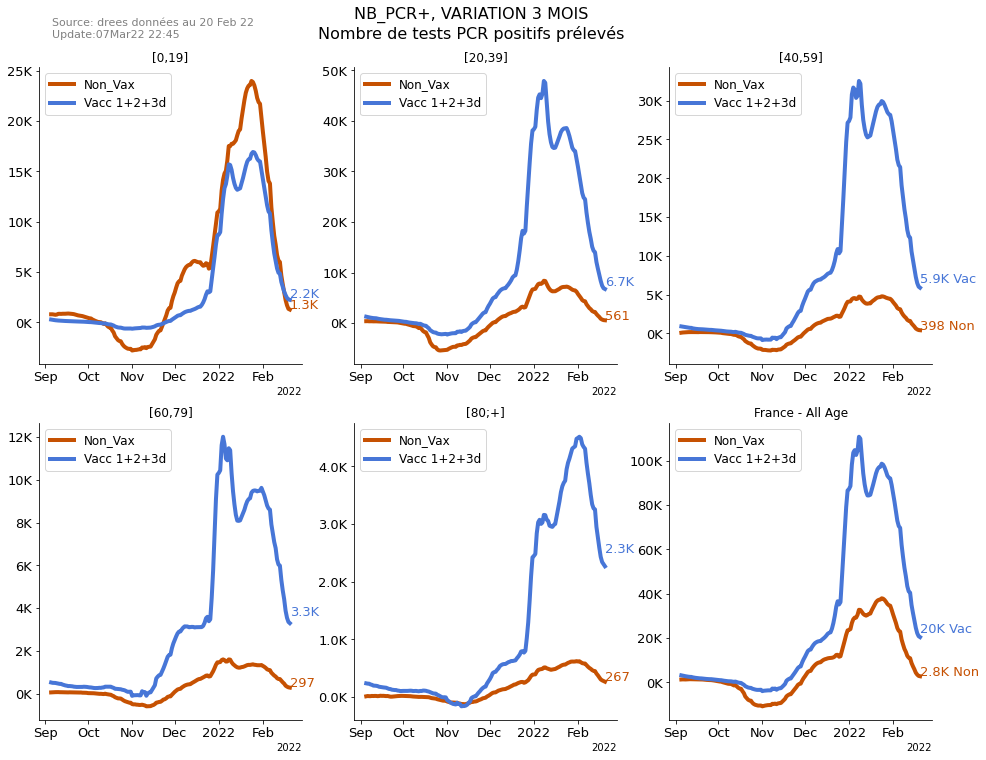 NB_PCR+, VARIATION 3 MOIS
Nombre de tests PCR positifs prélevés
Source: drees données au 20 Feb 22
Update:07Mar22 22:45
[0,19]
Non_Vax
Vacc 1+2+3d
25K
20K
15K
10K
5K
0K
2.2K
1.3K
Sep Oct Nov Dec 2022 Feb
2022
[20,39]
Non_Vax
Vacc 1+2+3d
50K
40K
30K
20K
10K
0K
6.7K
561
Sep Oct Nov Dec 2022 Feb
2022
[40,59]
Non_Vax
Vacc 1+2+3d
30K
25K
20K
15K
10K
5K
0K
5.9K Vac
398 Non
Sep Oct Nov Dec 2022 Feb
2022
[60,79]
Non_Vax
Vacc 1+2+3d
12K
10K
8K
6K
4K
2K
0K
3.3K
297
Sep Oct Nov Dec 2022 Feb
2022
[80;+]
Non_Vax
Vacc 1+2+3d
4.0K
3.0K
2.0K
1.0K
0.0K
2.3K
267
Sep Oct Nov Dec 2022 Feb
2022
France - All Age
Non_Vax
Vacc 1+2+3d
100K
80K
60K
40K
20K
0K
20K Vac
2.8K Non
Sep Oct Nov Dec 2022 Feb
2022